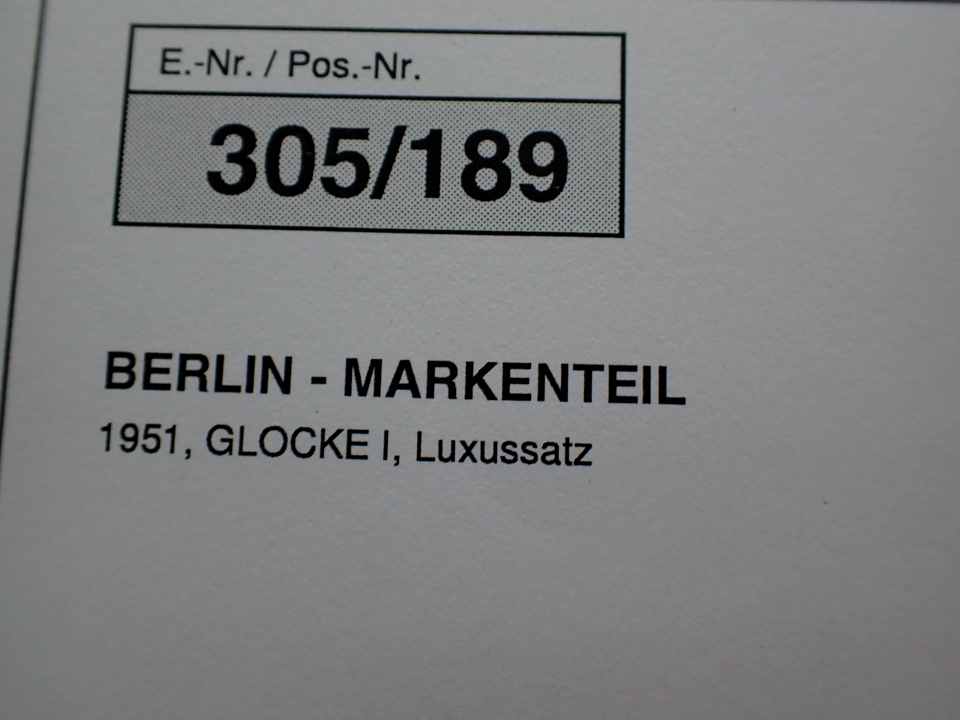 E.-Nr. / Pos.-Nr.
305/189
BERLIN - MARKENTEIL
1951, GLOCKE I, Luxussatz